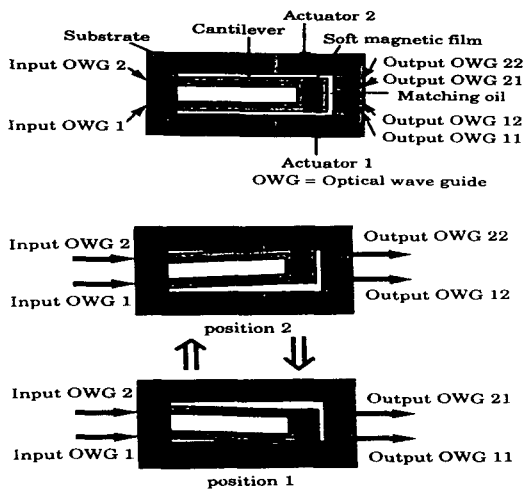 Actuator 2
Cantilever
Substrate
Soft magnetic film
Input OWG 2
Output OWG 22
Output OWG 21
Matching oil
Input OWG 1
Output OWG 12
Output OWG 11
Actuator 1
OWG = Optical wave guide
Input OWG 2
Output OWG 22
Input OWG 1
Output OWG 12
position 2
Input OWG 2
Output OWG 21
Input OWG 1
Output OWG 11
position 1